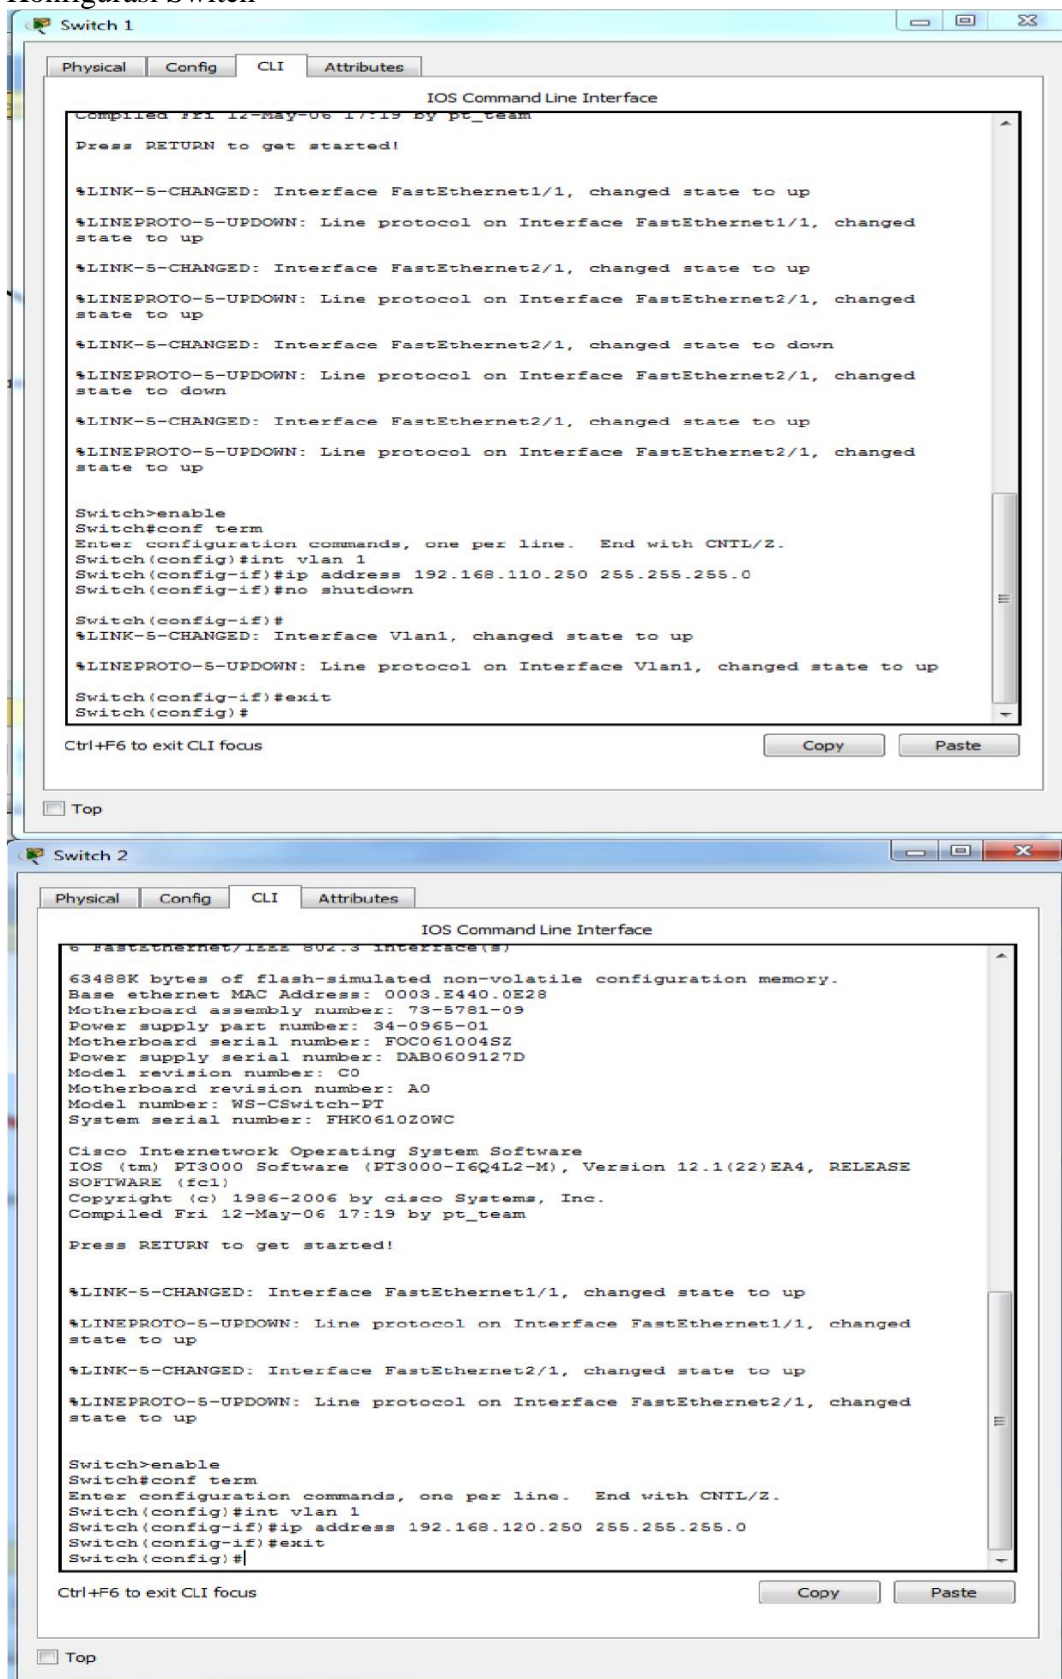 Konfigurasi Switch
Switch 1
Physical Config CLI Attributes
IOS Command Line Interface
Compiled Fri 12-May-06 17:19 by pt_team
Press RETURN to get started!
%LINK-5-CHANGED: Interface FastEthernet1/1, changed state to up
%LINEPROTO-5-UPDOWN: Line protocol on Interface FastEthernet1/1, changed
state to up
%LINK-5-CHANGED: Interface FastEthernet2/1, changed state to up
%LINEPROTO-5-UPDOWN: Line protocol on Interface FastEthernet2/1, changed
state to up
%LINK-5-CHANGED: Interface FastEthernet2/1, changed state to down
%LINEPROTO-5-UPDOWN: Line protocol on Interface FastEthernet2/1, changed
state to down
%LINK-5-CHANGED: Interface FastEthernet2/1, changed state to up
%LINEPROTO-5-UPDOWN: Line protocol on Interface FastEthernet2/1, changed
state to up
Switch>enable
Switch#conf term
Enter configuration commands, one per line.  End with CNTL/Z.
Switch(config)#int vlan 1
Switch(config-if)#ip address 192.168.110.250 255.255.255.0
Switch(config-if)#no shutdown
Switch(config-if)#
%LINK-5-CHANGED: Interface Vlan1, changed state to up
%LINEPROTO-5-UPDOWN: Line protocol on Interface Vlan1, changed state to up
Switch(config-if)#exit
Switch(config)#
Ctrl+F6 to exit CLI focus Copy Paste
Top
Switch 2
Physical Config CLI Attributes
IOS Command Line Interface
6 FastEthernet/IEEE 802.3 interface(s)
63488K bytes of flash-simulated non-volatile configuration memory.
Base ethernet MAC Address: 0003.E440.0E28
Motherboard assembly number: 73-5781-09
Power supply part number: 34-0965-01
Motherboard serial number: FOC061004SZ
Power supply serial number: DAB0609127D
Model revision number: C0
Motherboard revision number: A0
Model number: WS-CSwitch-PT
System serial number: FHK0610Z0WC
Cisco Internetwork Operating System Software
IOS (tm) PT3000 Software (PT3000-I6Q4L2-M), Version 12.1(22)EA4, RELEASE
SOFTWARE (fc1)
Copyright (c) 1986-2006 by cisco Systems, Inc.
Compiled Fri 12-May-06 17:19 by pt_team
Press RETURN to get started!
%LINK-5-CHANGED: Interface FastEthernet1/1, changed state to up
%LINEPROTO-5-UPDOWN: Line protocol on Interface FastEthernet1/1, changed
state to up
%LINK-5-CHANGED: Interface FastEthernet2/1, changed state to up
%LINEPROTO-5-UPDOWN: Line protocol on Interface FastEthernet2/1, changed
state to up
Switch>enable
Switch#conf term
Enter configuration commands, one per line.  End with CNTL/Z.
Switch(config)#int vlan 1
Switch(config-if)#ip address 192.168.120.250 255.255.255.0
Switch(config-if)#exit
Switch(config)#
Ctrl+F6 to exit CLI focus Copy Paste
Top